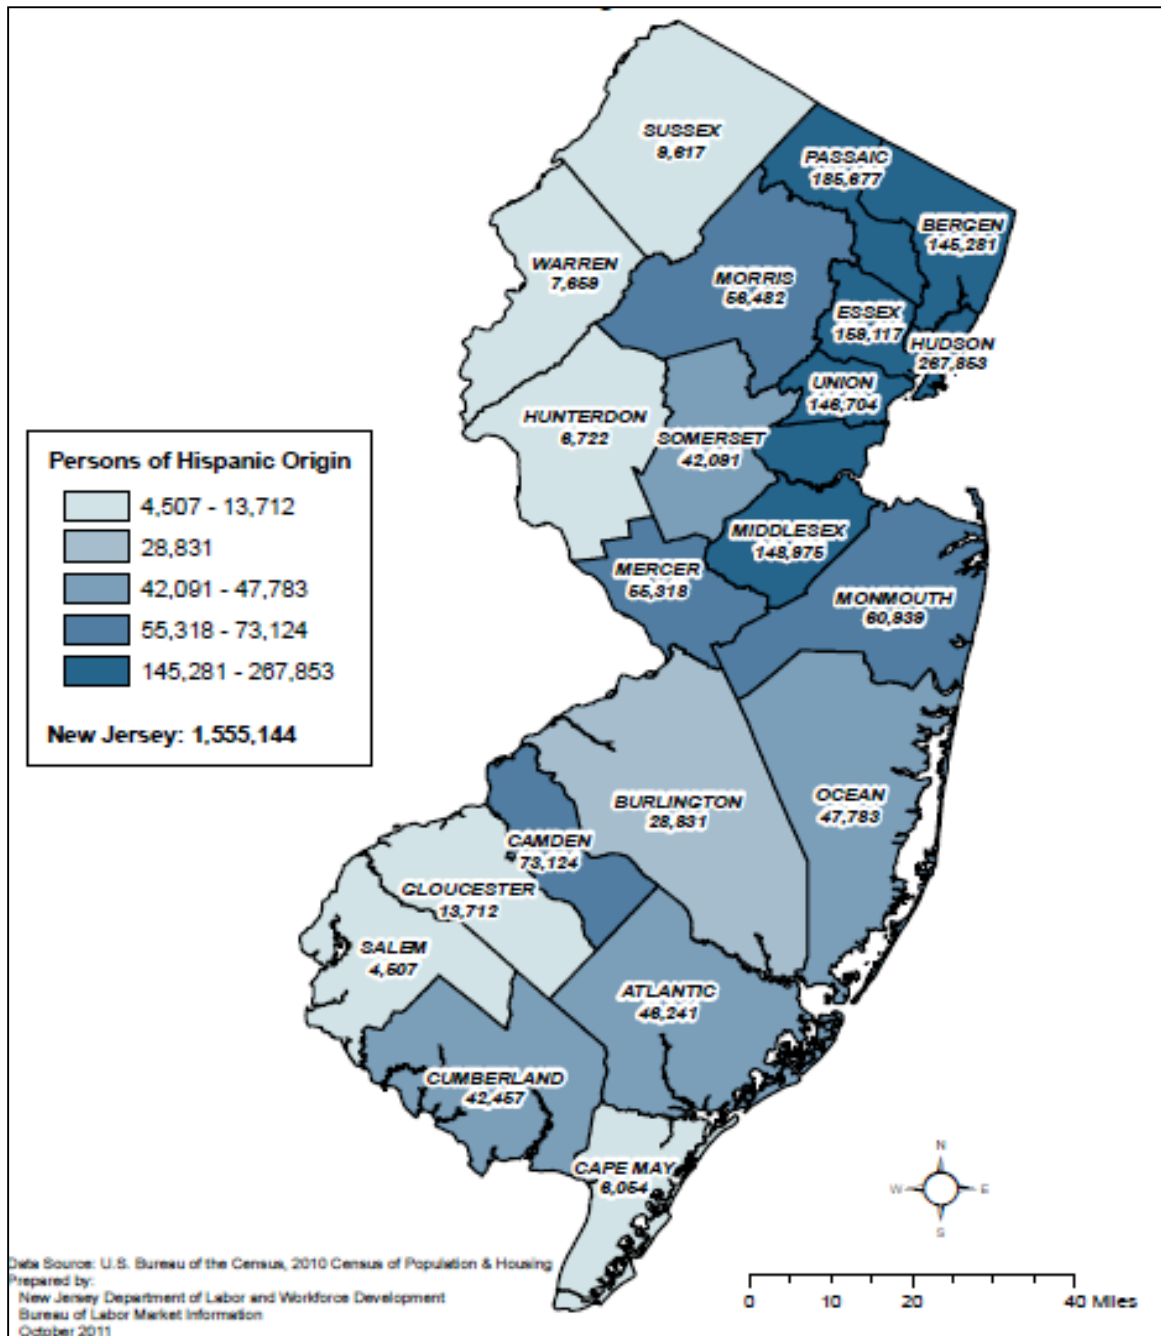 SUSSEX
9,617
PASSAIC
185,677
BERGEN
145,281
WARREN
7,659
MORRIS
56,482
ESSEX
159,117
HUDSON
267,853
UNION
146,704
HUNTERDON
6,722
SOMERSET
42,091
Persons of Hispanic Origin
4,507 - 13,712
28,831
42,091 - 47,783
55,318 - 73,124
145,281 - 267,853
New Jersey: 1,555,144
MIDDLESEX
148,975
MERCER
55,318
MONMOUTH
60,939
BURLINGTON
28,831
OCEAN
47,783
CAMDEN
73,124
GLOUCESTER
13,712
SALEM
4,507
ATLANTIC
46,241
CUMBERLAND
42,457
CAPE MAY
6,054
N
W E
S
Data Source: U.S. Bureau of the Census, 2010 Census of Population & Housing
Prepared by:
New Jersey Department of Labor and Workforce Development
Bureau of Labor Market Information
October 2011
0 10 20 40 Miles